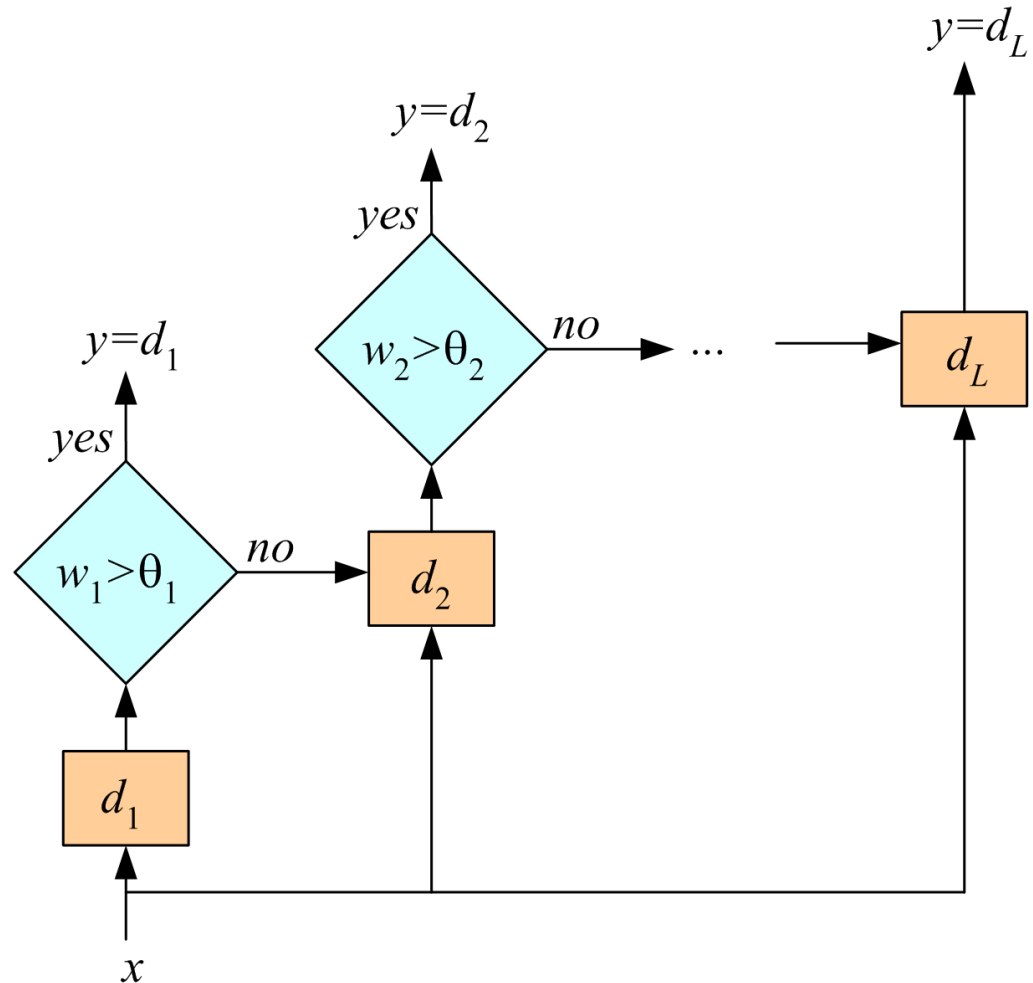 y=d_L
y=d_2
yes
w_2>θ_2
no
...
d_L
y=d_1
yes
w_1>θ_1
no
d_2
d_1
x